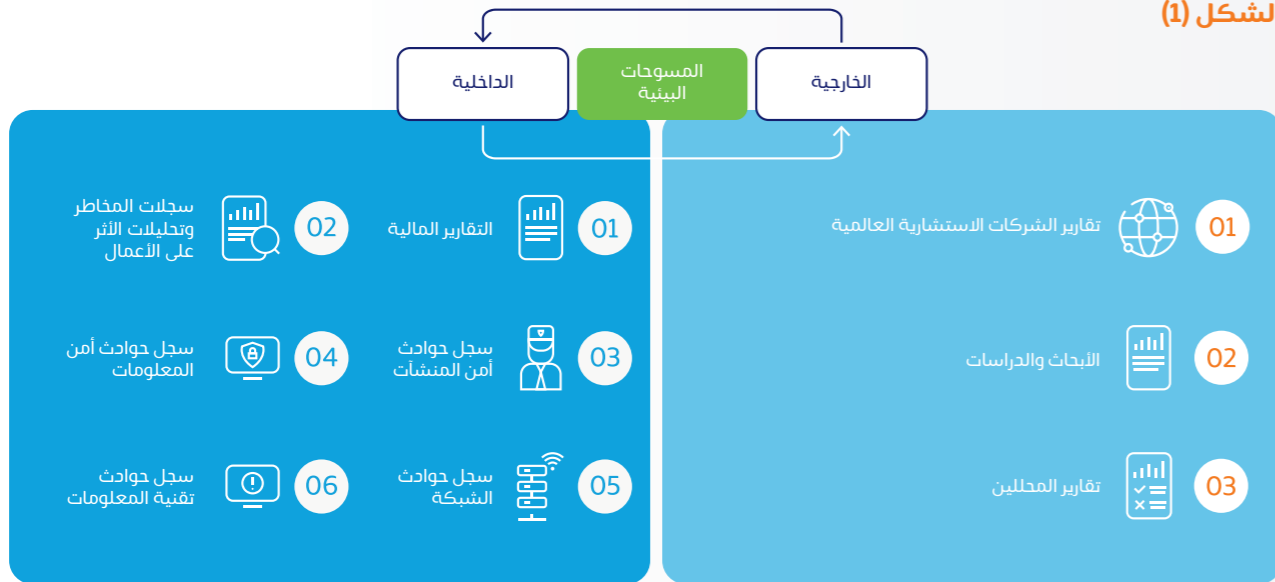 لشكل (1)
الخارجية
المسوحات
البيئية
الداخلية
01
تقارير الشركات الاستشارية العالمية
02
الأبحاث والدراسات
03
تقارير المحللين
01
التقارير المالية
02
سجلات المخاطر
وتحليلات الأثر
على الأعمال
03
سجل حوادث
أمن المنشآت
04
سجل حوادث أمن
المعلومات
05
سجل حوادث
الشبكة
06
سجل حوادث
تقنية المعلومات